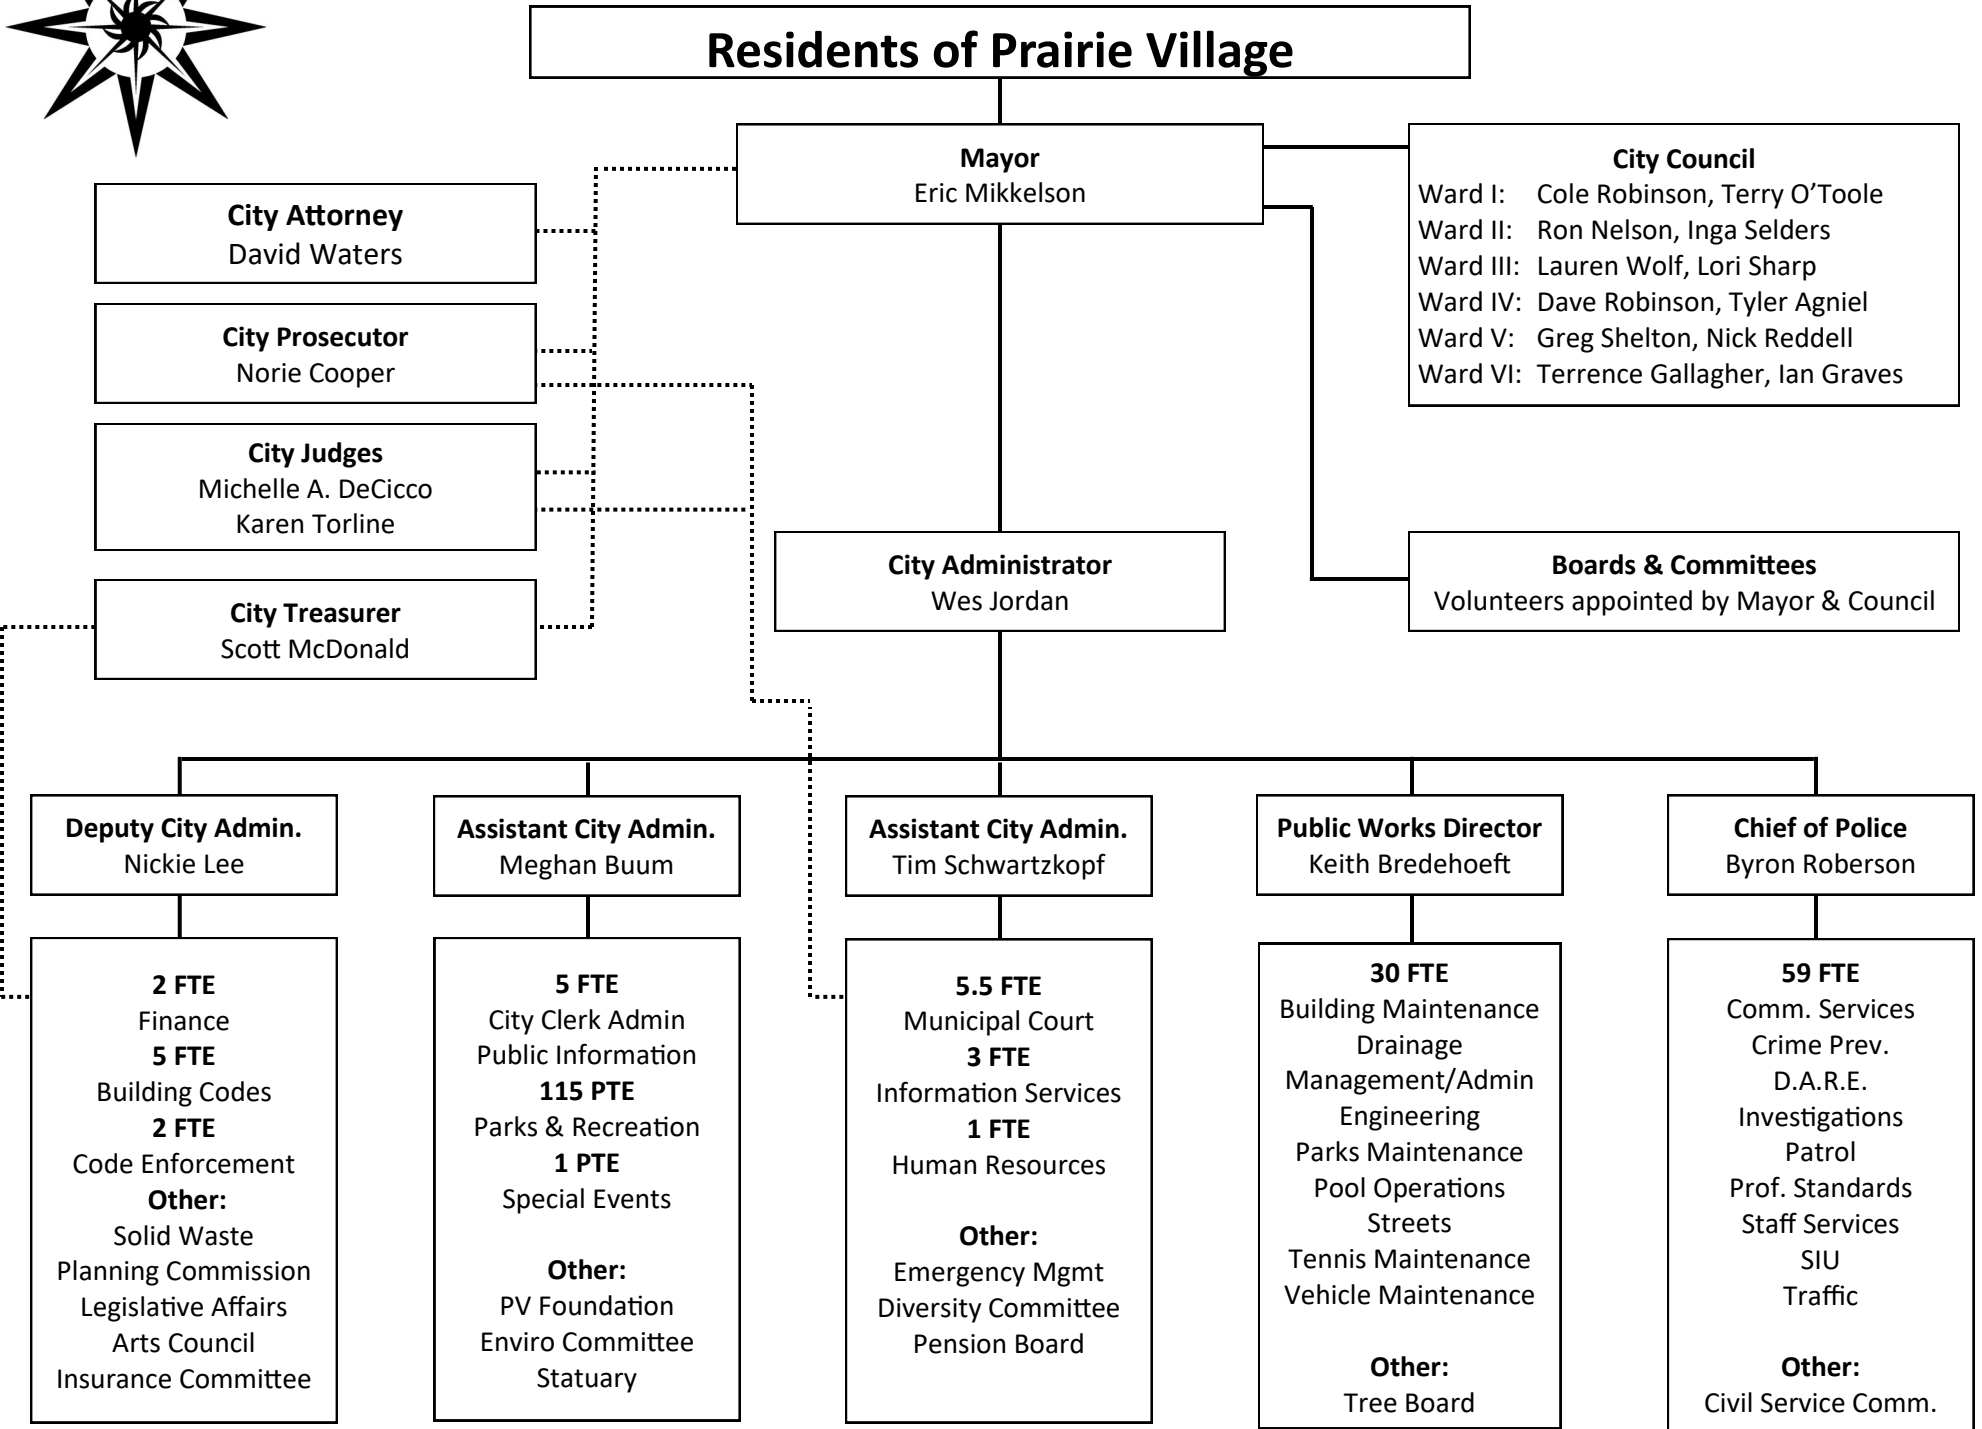 Residents of Prairie Village
Mayor
Eric Mikkelson
City Council
Ward I: Cole Robinson, Terry O’Toole
Ward II: Ron Nelson, Inga Selders
Ward III: Lauren Wolf, Lori Sharp
Ward IV: Dave Robinson, Tyler Agniel
Ward V: Greg Shelton, Nick Reddell
Ward VI: Terrence Gallagher, Ian Graves
City Attorney
David Waters
City Prosecutor
Norie Cooper
City Judges
Michelle A. DeCicco
Karen Torline
City Treasurer
Scott McDonald
City Administrator
Wes Jordan
Boards & Committees
Volunteers appointed by Mayor & Council
Deputy City Admin.
Nickie Lee
Assistant City Admin.
Meghan Buum
Assistant City Admin.
Tim Schwartzkopf
Public Works Director
Keith Bredehoeft
Chief of Police
Byron Roberson
2 FTE
Finance
5 FTE
Building Codes
2 FTE
Code Enforcement
Other:
Solid Waste
Planning Commission
Legislative Affairs
Arts Council
Insurance Committee
5 FTE
City Clerk Admin
Public Information
115 PTE
Parks & Recreation
1 PTE
Special Events
Other:
PV Foundation
Enviro Committee
Statuary
5.5 FTE
Municipal Court
3 FTE
Information Services
1 FTE
Human Resources
Other:
Emergency Mgmt
Diversity Committee
Pension Board
30 FTE
Building Maintenance
Drainage
Management/Admin
Engineering
Parks Maintenance
Pool Operations
Streets
Tennis Maintenance
Vehicle Maintenance
Other:
Tree Board
59 FTE
Comm. Services
Crime Prev.
D.A.R.E.
Investigations
Patrol
Prof. Standards
Staff Services
SIU
Traffic
Other:
Civil Service Comm.